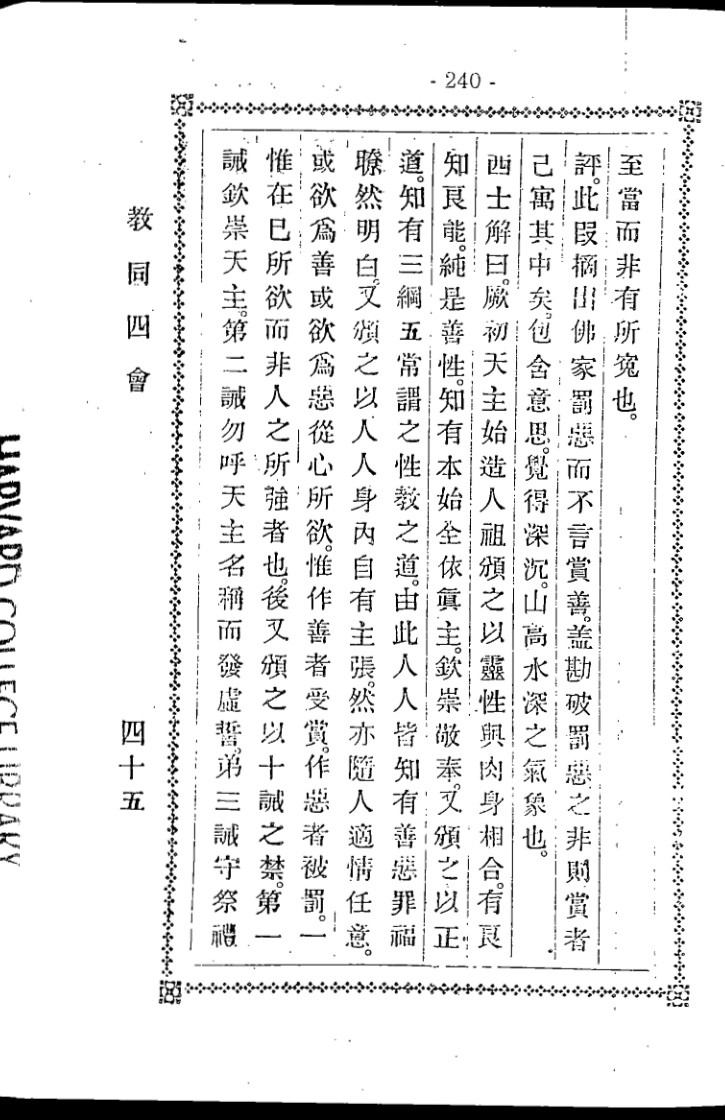 - 240 -
至當而非有所寃也。
評。此段摘出佛家罰惡而不言賞善。盖勘破罰惡之非則賞者
己寓其中矣。包含意思。覺得深沉。山高水深之氣象也。
西士解曰。厥初天主始造人祖頒之以靈性與肉身相合。有良
知良能。純是善性。知有本始全依眞主。欽崇敬奉。又頒之以正
道。知有三綱五常謂之性教之道。由此人人皆知有善惡罪福
瞭然明白。又頒之以人人身內自有主張。然亦隨人適情任意。
或欲爲善或欲爲惡從心所欲。惟作善者受賞。作惡者被罰。一
惟在已所欲而非人之所強者也。後又頒之以十誡之禁。第一
誡欽崇天主。第二誡勿呼天主名稱而發虛誓。弟三誡守祭禮
教同四會
四十五
HARVARD COLLEGE LIBRARY